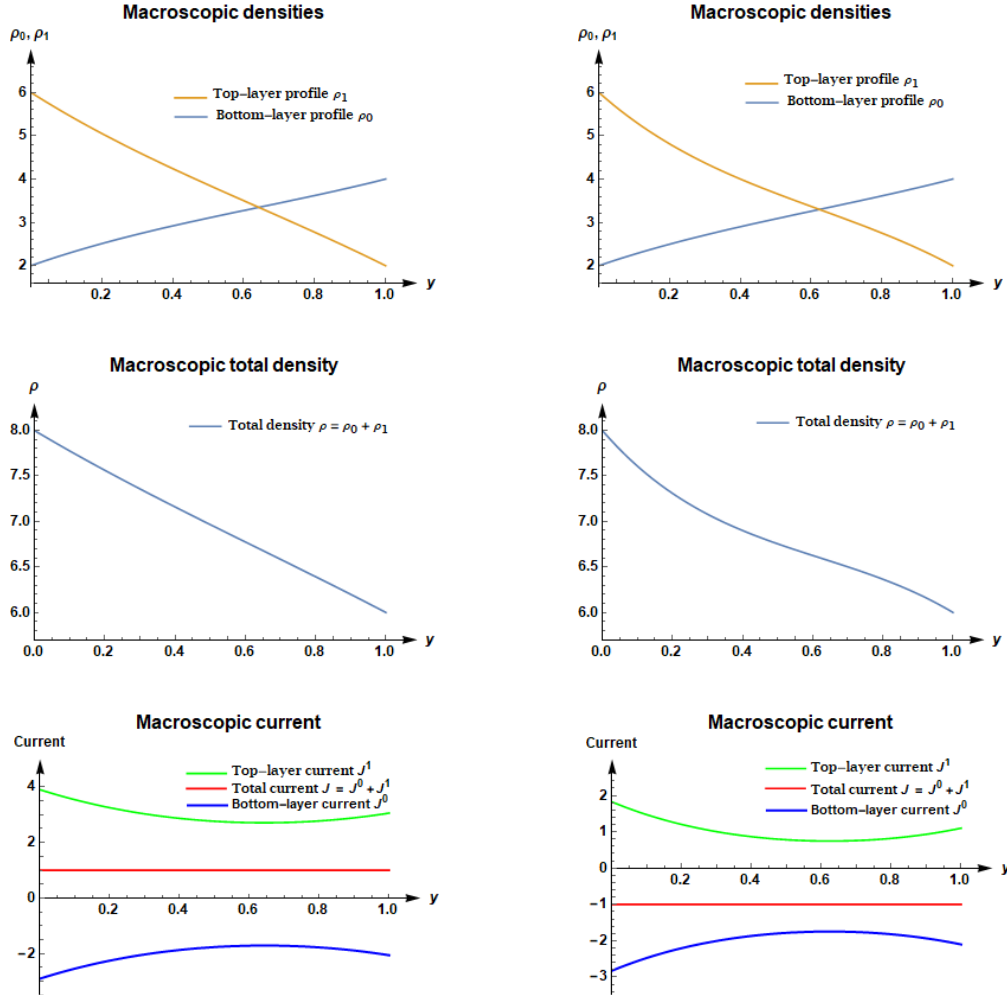 Macroscopic densities
ρ0, ρ1
6
5
4
3
2
0.2 0.4 0.6 0.8 1.0 y
Top-layer profile ρ1
Bottom-layer profile ρ0
Macroscopic densities
ρ0, ρ1
6
5
4
3
2
0.2 0.4 0.6 0.8 1.0 y
Top-layer profile ρ1
Bottom-layer profile ρ0
Macroscopic total density
ρ
8.0
7.5
7.0
6.5
6.0
0.0 0.2 0.4 0.6 0.8 1.0 y
Total density ρ = ρ0 + ρ1
Macroscopic total density
ρ
8.0
7.5
7.0
6.5
6.0
0.0 0.2 0.4 0.6 0.8 1.0 y
Total density ρ = ρ0 + ρ1
Macroscopic current
Current
4
2
0
-2
0.2 0.4 0.6 0.8 1.0 y
Top-layer current J1
Total current J = J0 + J1
Bottom-layer current J0
Macroscopic current
Current
2
1
0
-1
-2
-3
0.2 0.4 0.6 0.8 1.0 y
Top-layer current J1
Total current J = J0 + J1
Bottom-layer current J0